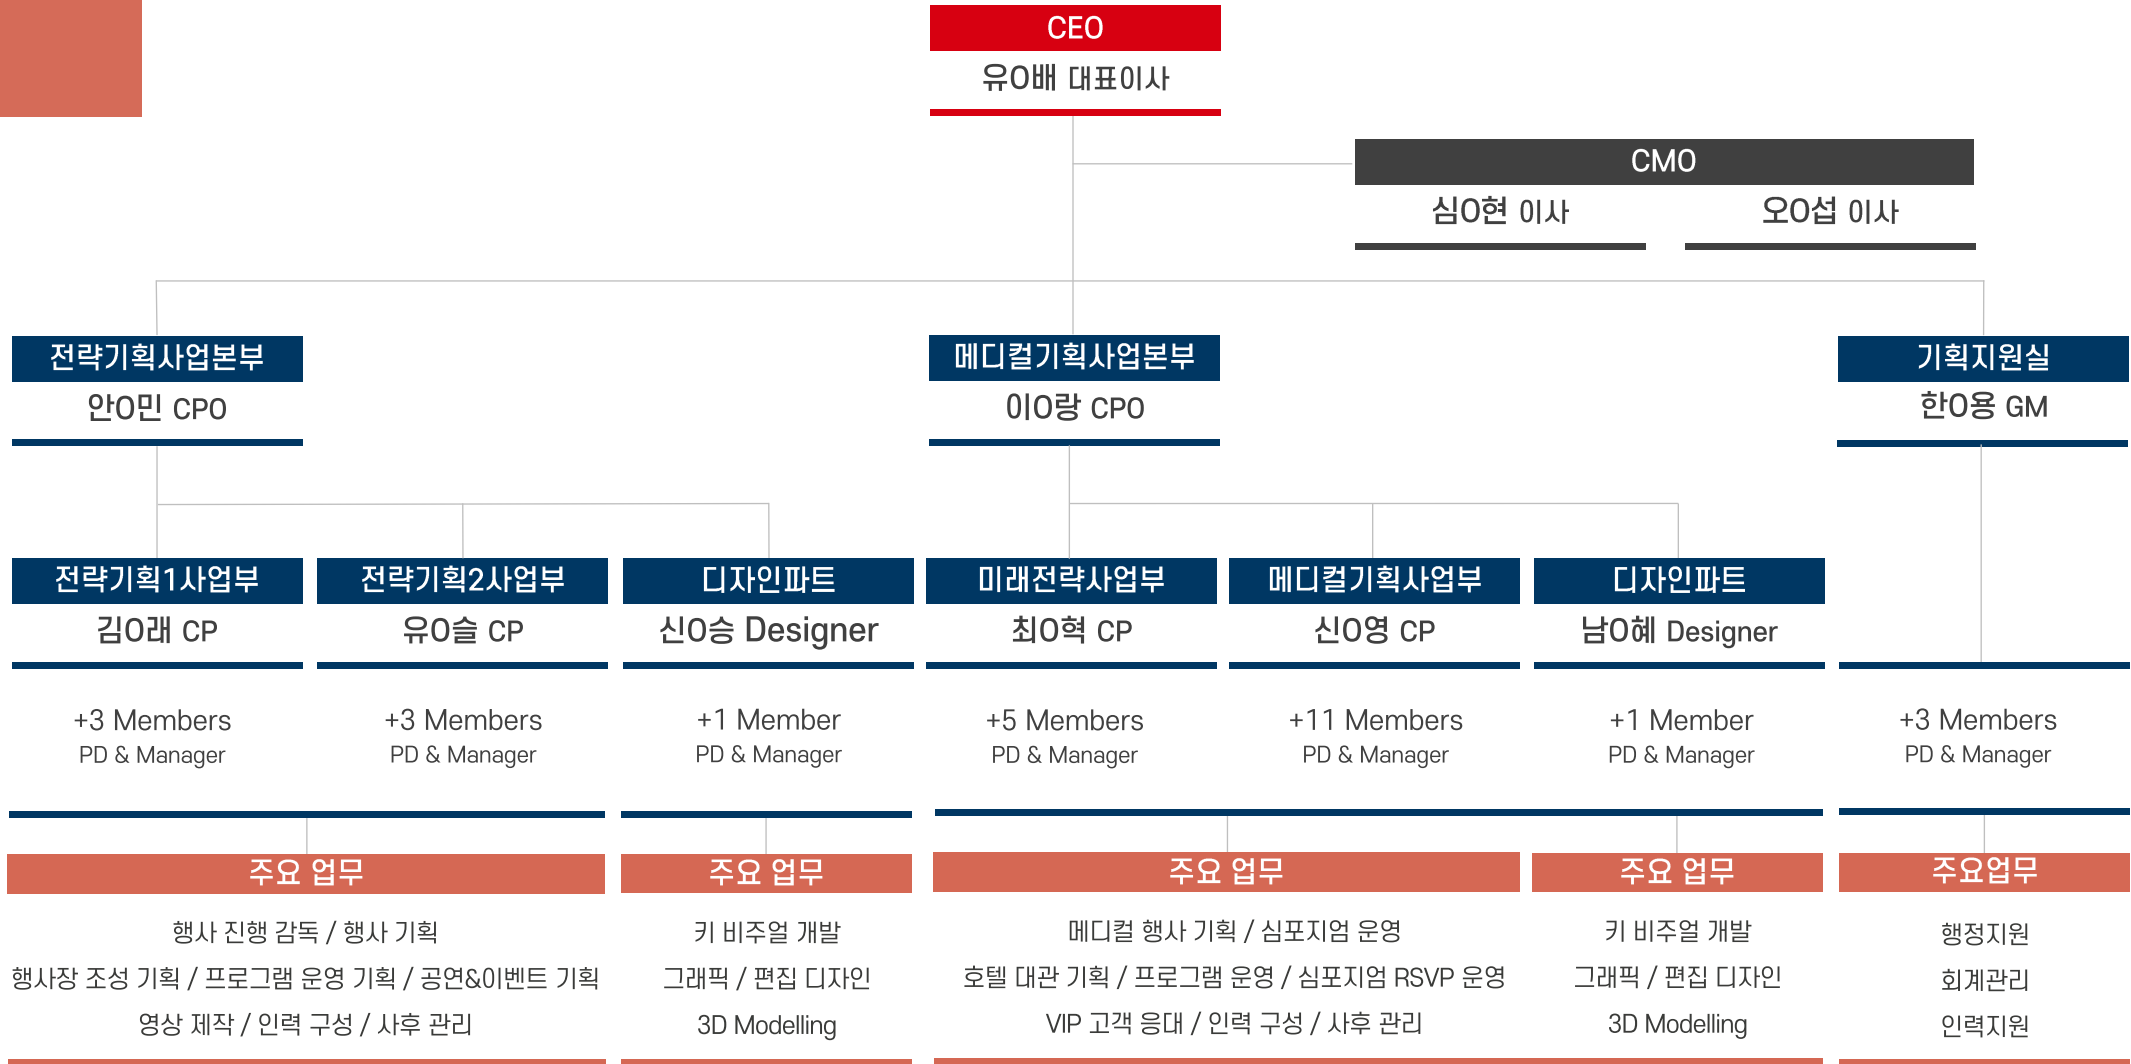 CEO
유O배 대표이사
CMO
심O현 이사 오O섭 이사
전략기획사업본부 메디컬기획사업본부 기획지원실
안O민 CPO 이O랑 CPO 한O용 GM
전략기획1사업부 전략기획2사업부 디자인파트 미래전략사업부 메디컬기획사업부 디자인파트
김O래 CP 유O슬 CP 신O승 Designer 최O혁 CP 신O영 CP 남O혜 Designer
+3 Members +3 Members +1 Member +5 Members +11 Members +1 Member +3 Members
PD & Manager PD & Manager PD & Manager PD & Manager PD & Manager PD & Manager PD & Manager
주요 업무 주요 업무 주요 업무 주요 업무 주요업무
행사 진행 감독 / 행사 기획 키 비주얼 개발 메디컬 행사 기획 / 심포지엄 운영 키 비주얼 개발 행정지원
행사장 조성 기획 / 프로그램 운영 기획 / 공연&이벤트 기획 그래픽 / 편집 디자인 호텔 대관 기획 / 프로그램 운영 / 심포지엄 RSVP 운영 그래픽 / 편집 디자인 회계관리
영상 제작 / 인력 구성 / 사후 관리 3D Modelling VIP 고객 응대 / 인력 구성 / 사후 관리 3D Modelling 인력지원